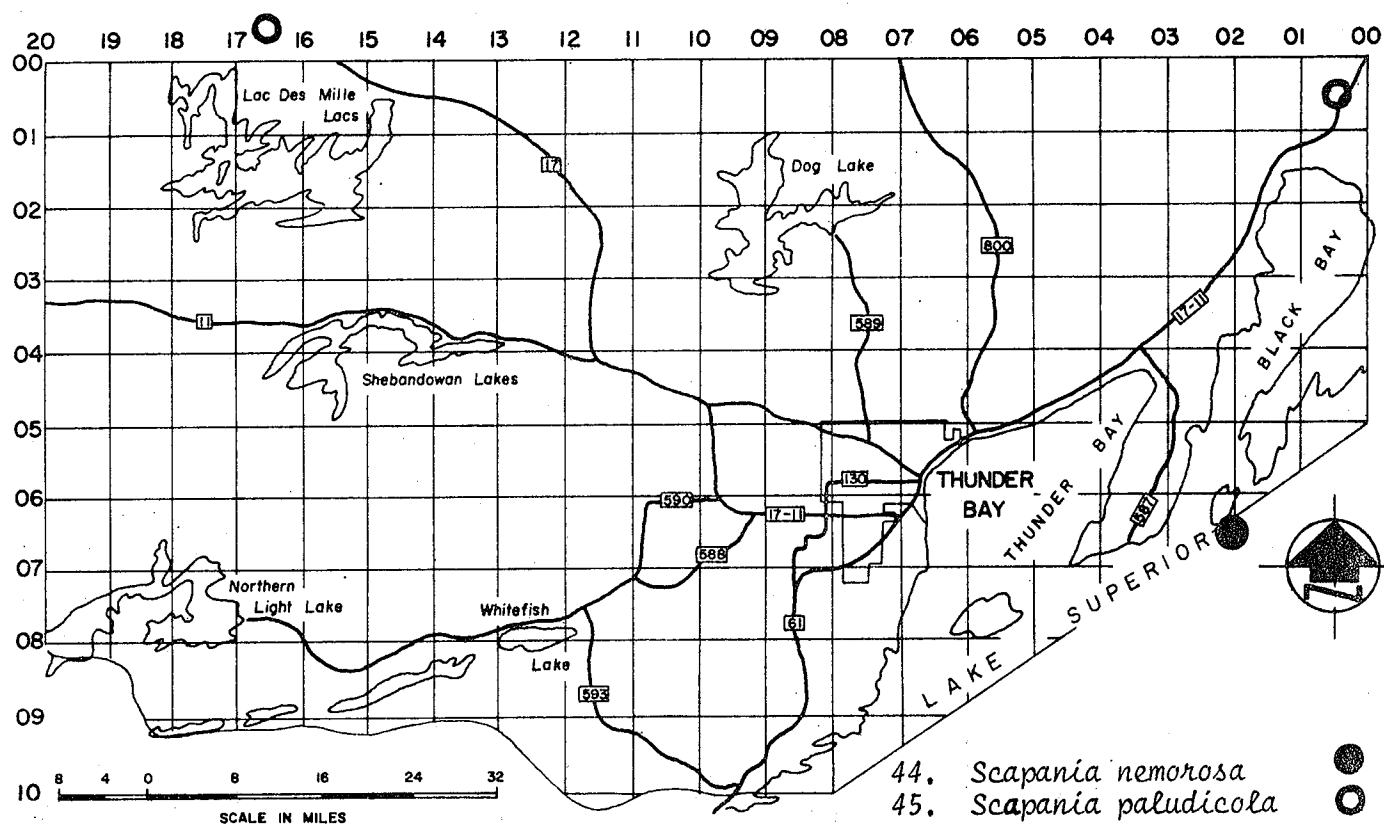 20 19 18 17 16 15 14 13 12 11 10 09 08 07 06 05 04 03 02 01 00
00
Lac Des Mille
Lacs
01
17
Dog Lake
02
800
BLACK BAY
03
17-11
11
589
04
Shebandowan Lakes
05
THUNDER BAY
130
THUNDER
BAY
06
590
17-11
587
588
LAKE SUPERIOR
07
Northern
Light Lake
Whitefish
61
08
Lake
N
593
09
8 4 0 8 16 24 32
10
SCALE IN MILES
44. Scapania nemorosa
45. Scapania paludicola